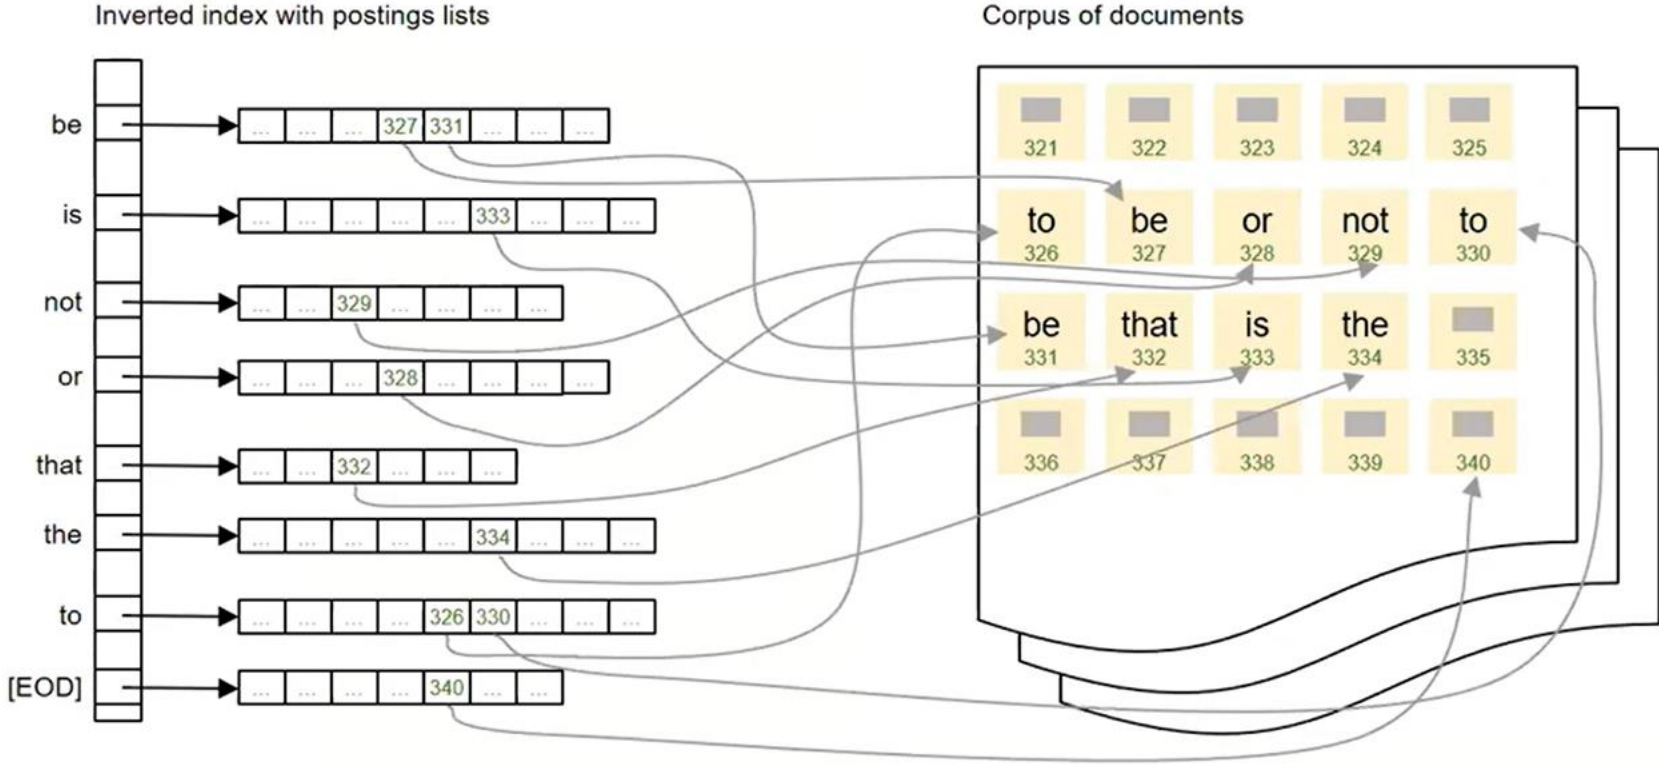 Inverted index with postings lists
Corpus of documents
be
... ... ... 327 331 ... ... ...
is
... ... ... ... ... 333 ... ... ...
not
... ... 329 ... ... ... ...
or
... ... ... 328 ... ... ... ...
that
... ... 332 ... ... ...
the
... ... ... ... ... 334 ... ... ...
to
... ... ... ... 326 330 ... ... ...
[EOD]
... ... ... ... 340 ... ...
321 322 323 324 325
to be or not to
326 327 328 329 330
be that is the
331 332 333 334 335
336 337 338 339 340